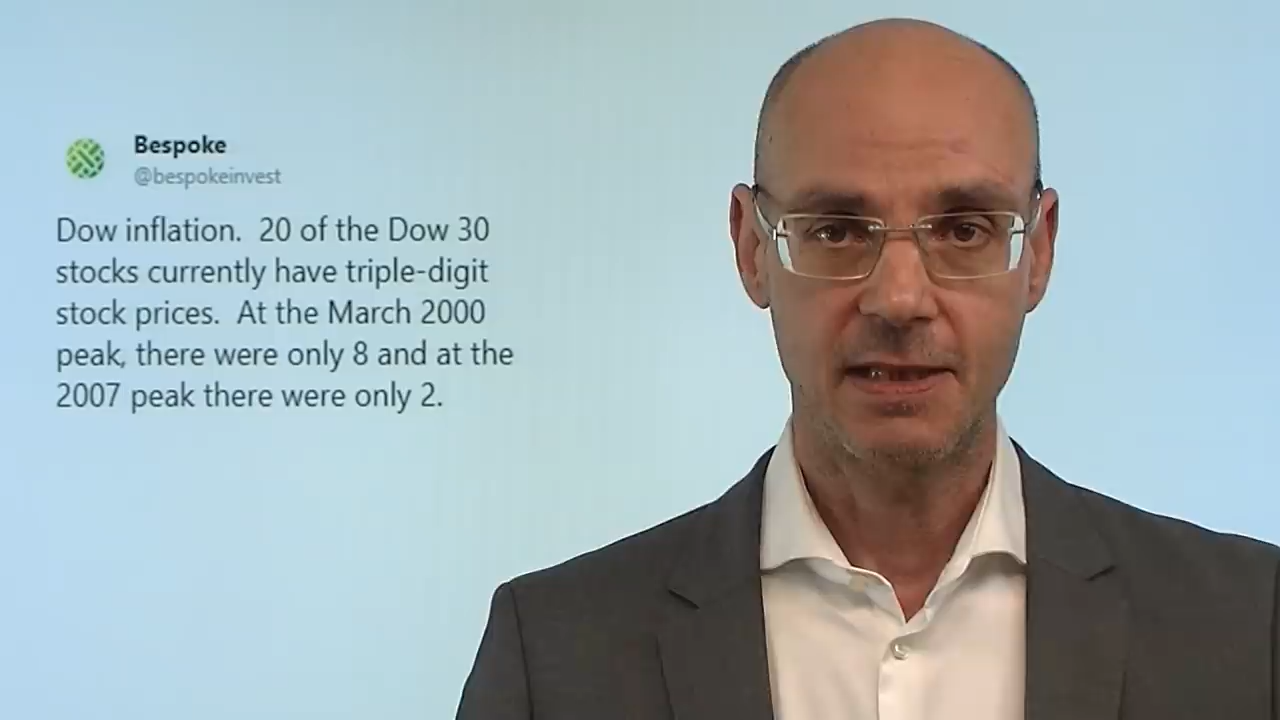 Bespoke
@bespokeinvest
Dow inflation.  20 of the Dow 30
stocks currently have triple-digit
stock prices.  At the March 2000
peak, there were only 8 and at the
2007 peak there were only 2.